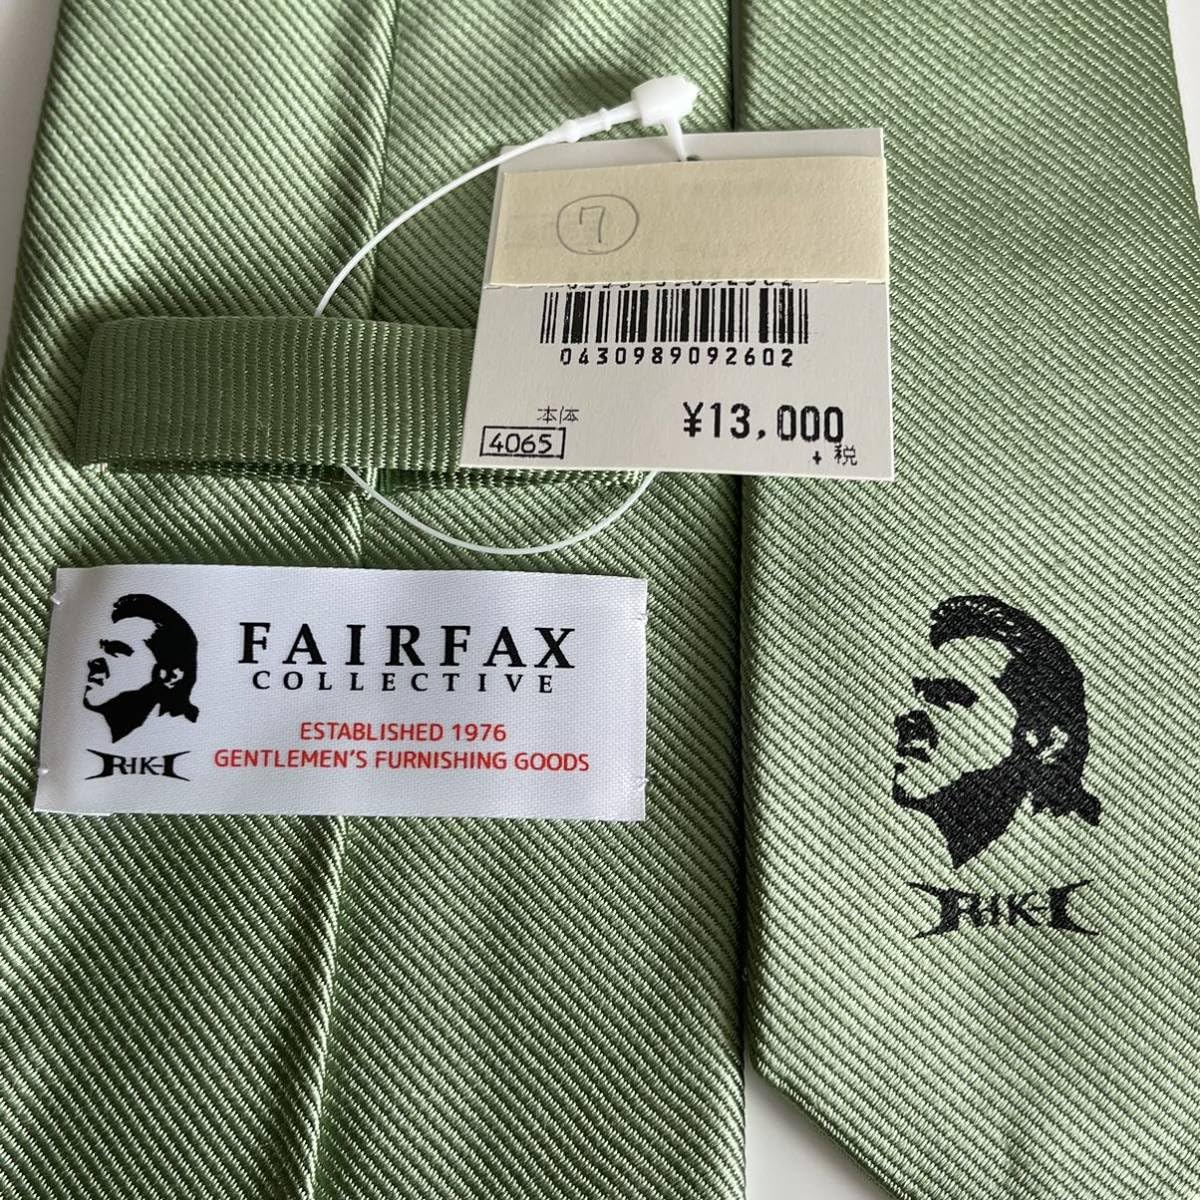 7
0430989092602
本体
¥13,000
4065
+税
FAIRFAX
COLLECTIVE
ESTABLISHED 1976
GENTLEMEN'S FURNISHING GOODS
RIKI
RIKI